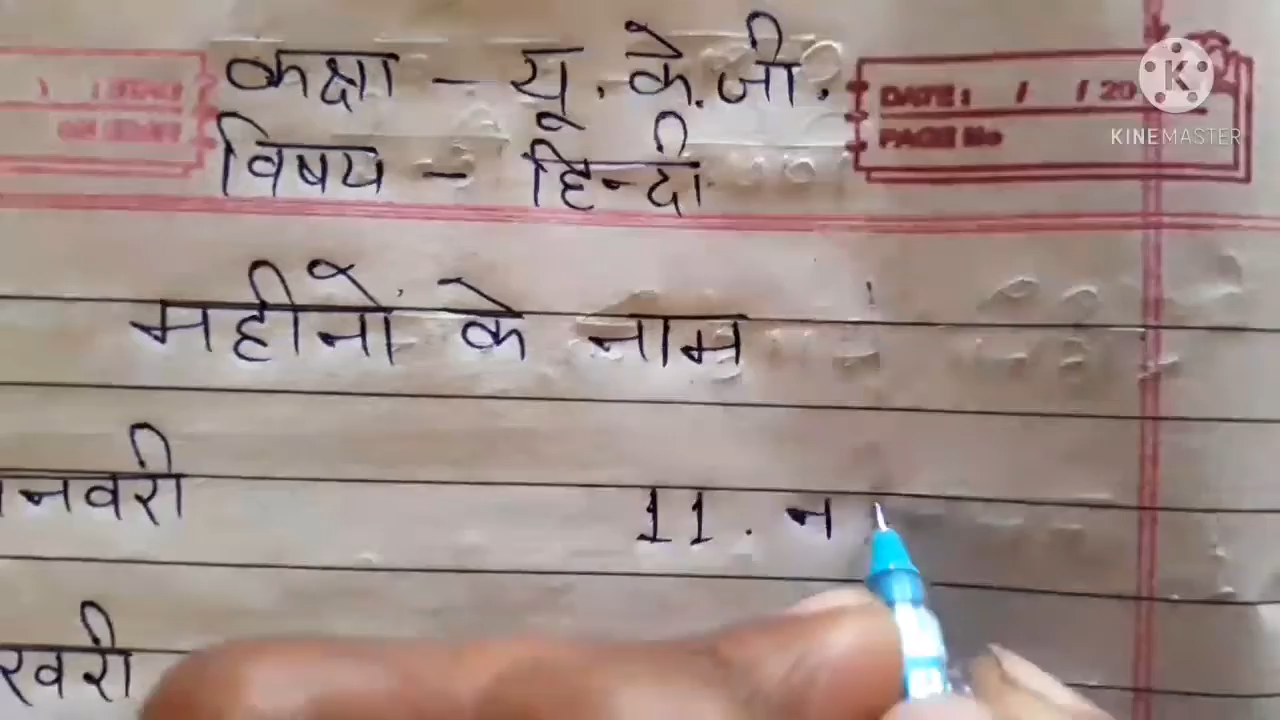 कक्षा - यू. के. जी.
DATE: / / 20
PAGE No
KINEMASTER
विषय - हिन्दी
महीनों के नाम
नवरी 11. न
रवरी